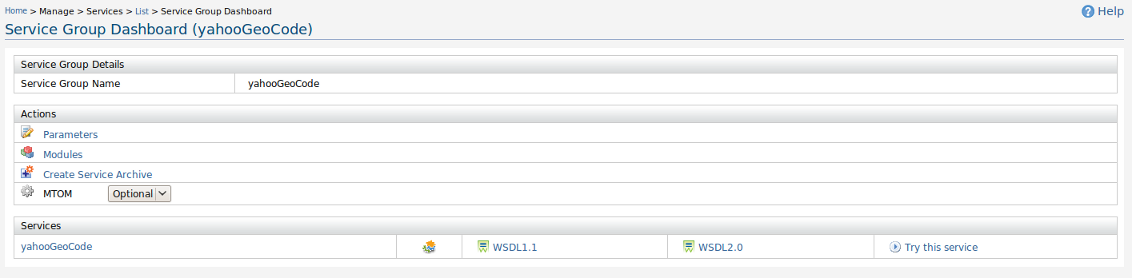 Home > Manage > Services > List > Service Group Dashboard
Help
Service Group Dashboard (yahooGeoCode)
Service Group Details
Service Group Name yahooGeoCode
Actions
Parameters
Modules
Create Service Archive
MTOM Optional
Services
yahooGeoCode WSDL1.1 WSDL2.0 Try this service